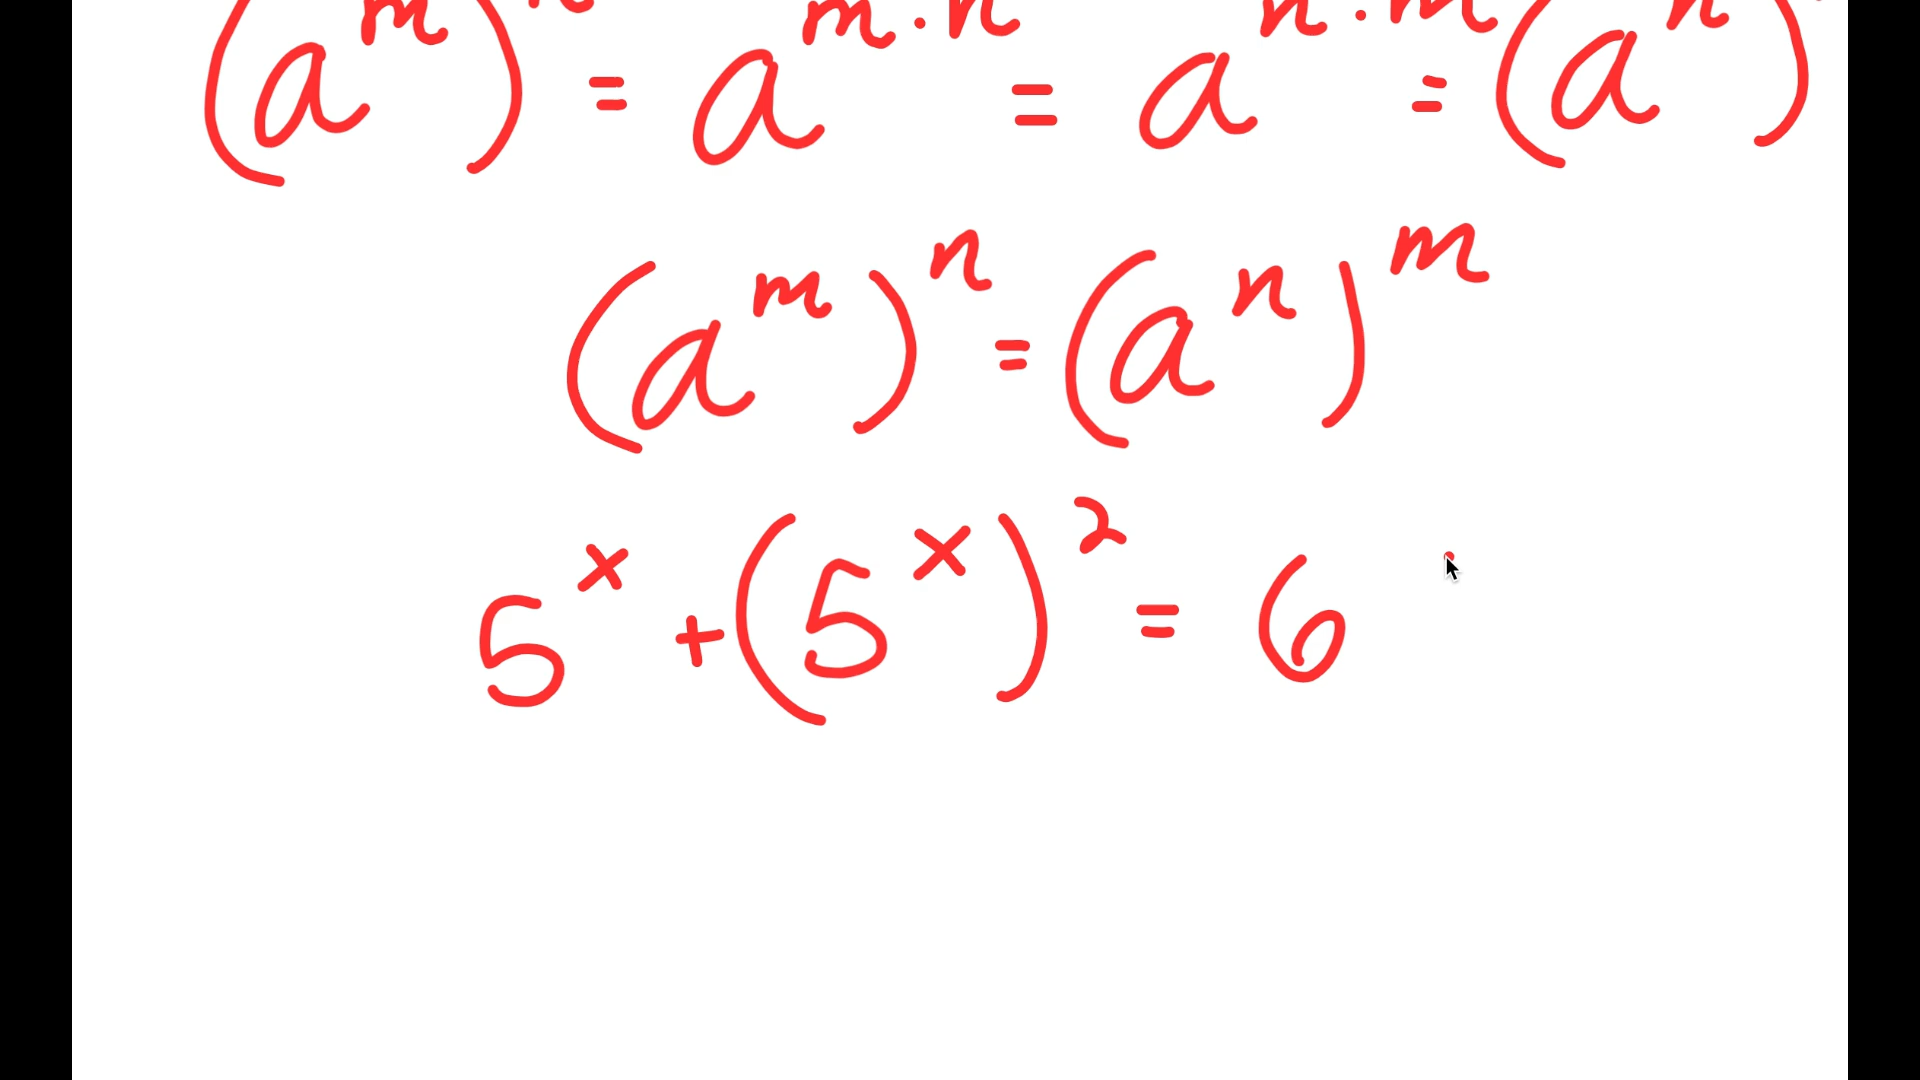 (a^m)^n = a^{m·n} = a^{n·m} = (a^n)
(a^m)^n = (a^n)^m
5^x + (5^x)^2 = 6